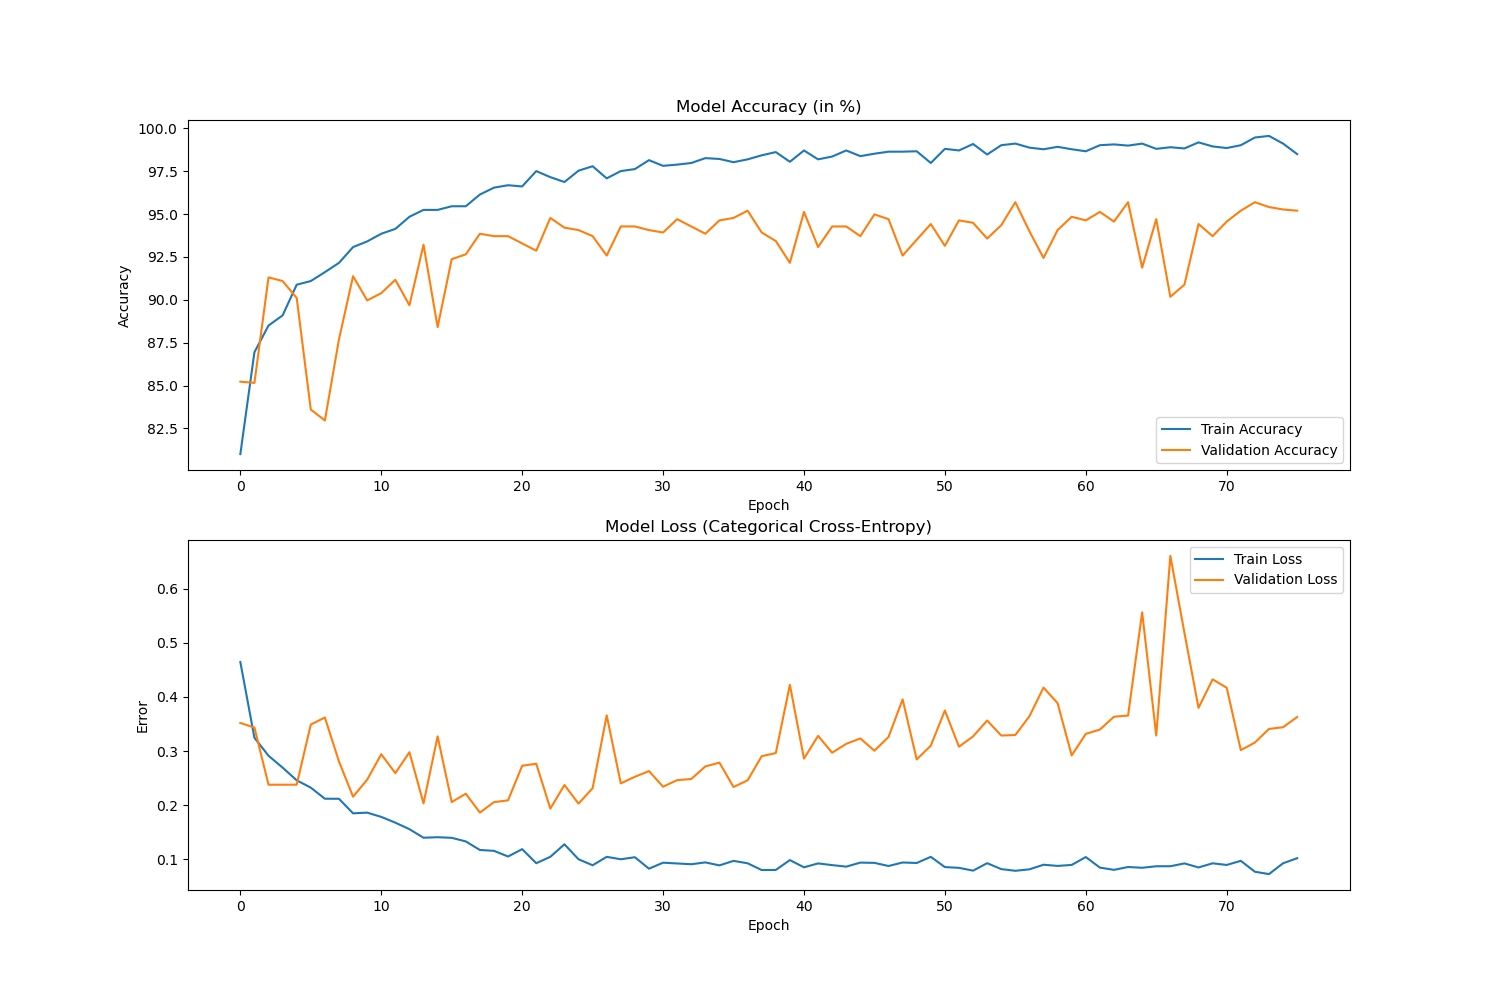 Model Accuracy (in %)
100.0
97.5
95.0
92.5
90.0
87.5
85.0
82.5
Accuracy
Train Accuracy
Validation Accuracy
0 10 20 30 40 50 60 70
Epoch
Model Loss (Categorical Cross-Entropy)
0.6
0.5
0.4
0.3
0.2
0.1
Error
Train Loss
Validation Loss
0 10 20 30 40 50 60 70
Epoch